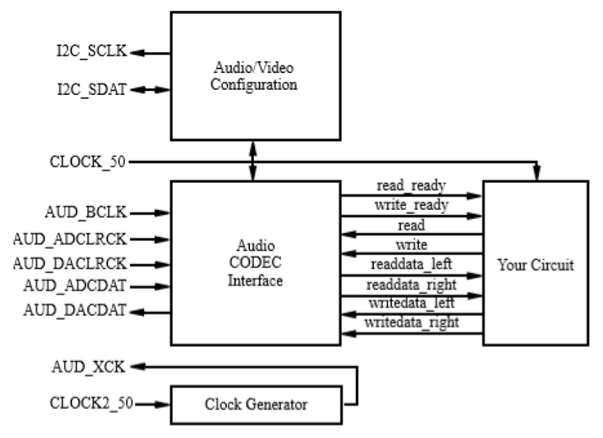 I2C_SCLK
I2C_SDAT
Audio/Video
Configuration
CLOCK_50
AUD_BCLK
AUD_ADCLRCK
AUD_DACLRCK
AUD_ADCDAT
AUD_DACDAT
Audio
CODEC
Interface
read_ready
write_ready
read
write
readdata_left
readdata_right
writedata_left
writedata_right
Your Circuit
AUD_XCK
CLOCK2_50
Clock Generator